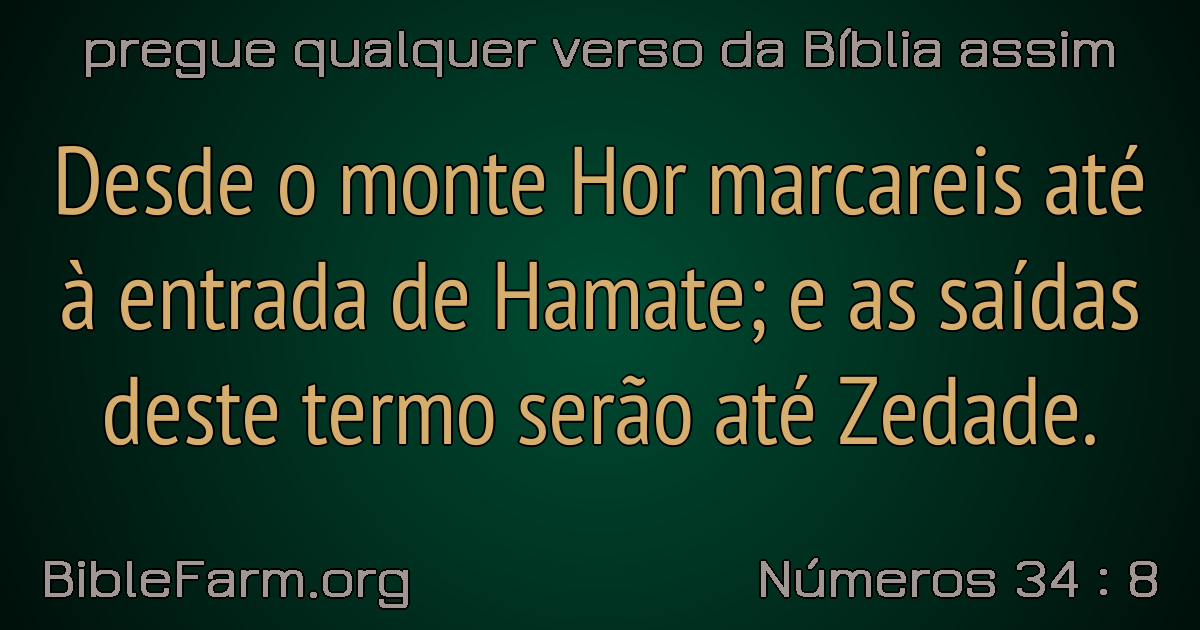 pregue qualquer verso da Bíblia assim
Desde o monte Hor marcareis até
à entrada de Hamate; e as saídas
deste termo serão até Zedade.
BibleFarm.org
Números 34 : 8